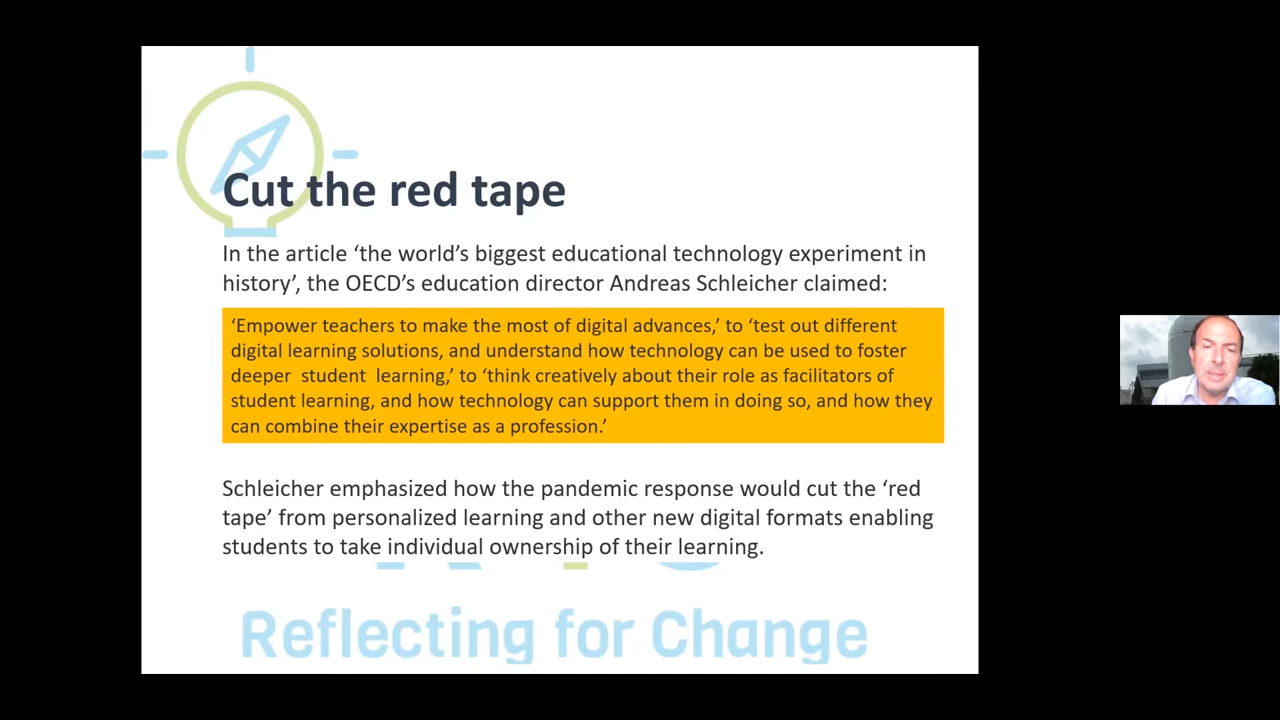 Cut the red tape
In the article ‘the world’s biggest educational technology experiment in
history’, the OECD’s education director Andreas Schleicher claimed:
‘Empower teachers to make the most of digital advances,’ to ‘test out different
digital learning solutions, and understand how technology can be used to foster
deeper student learning,’ to ‘think creatively about their role as facilitators of
student learning, and how technology can support them in doing so, and how they
can combine their expertise as a profession.’
Schleicher emphasized how the pandemic response would cut the ‘red
tape’ from personalized learning and other new digital formats enabling
students to take individual ownership of their learning.
Reflecting for Change